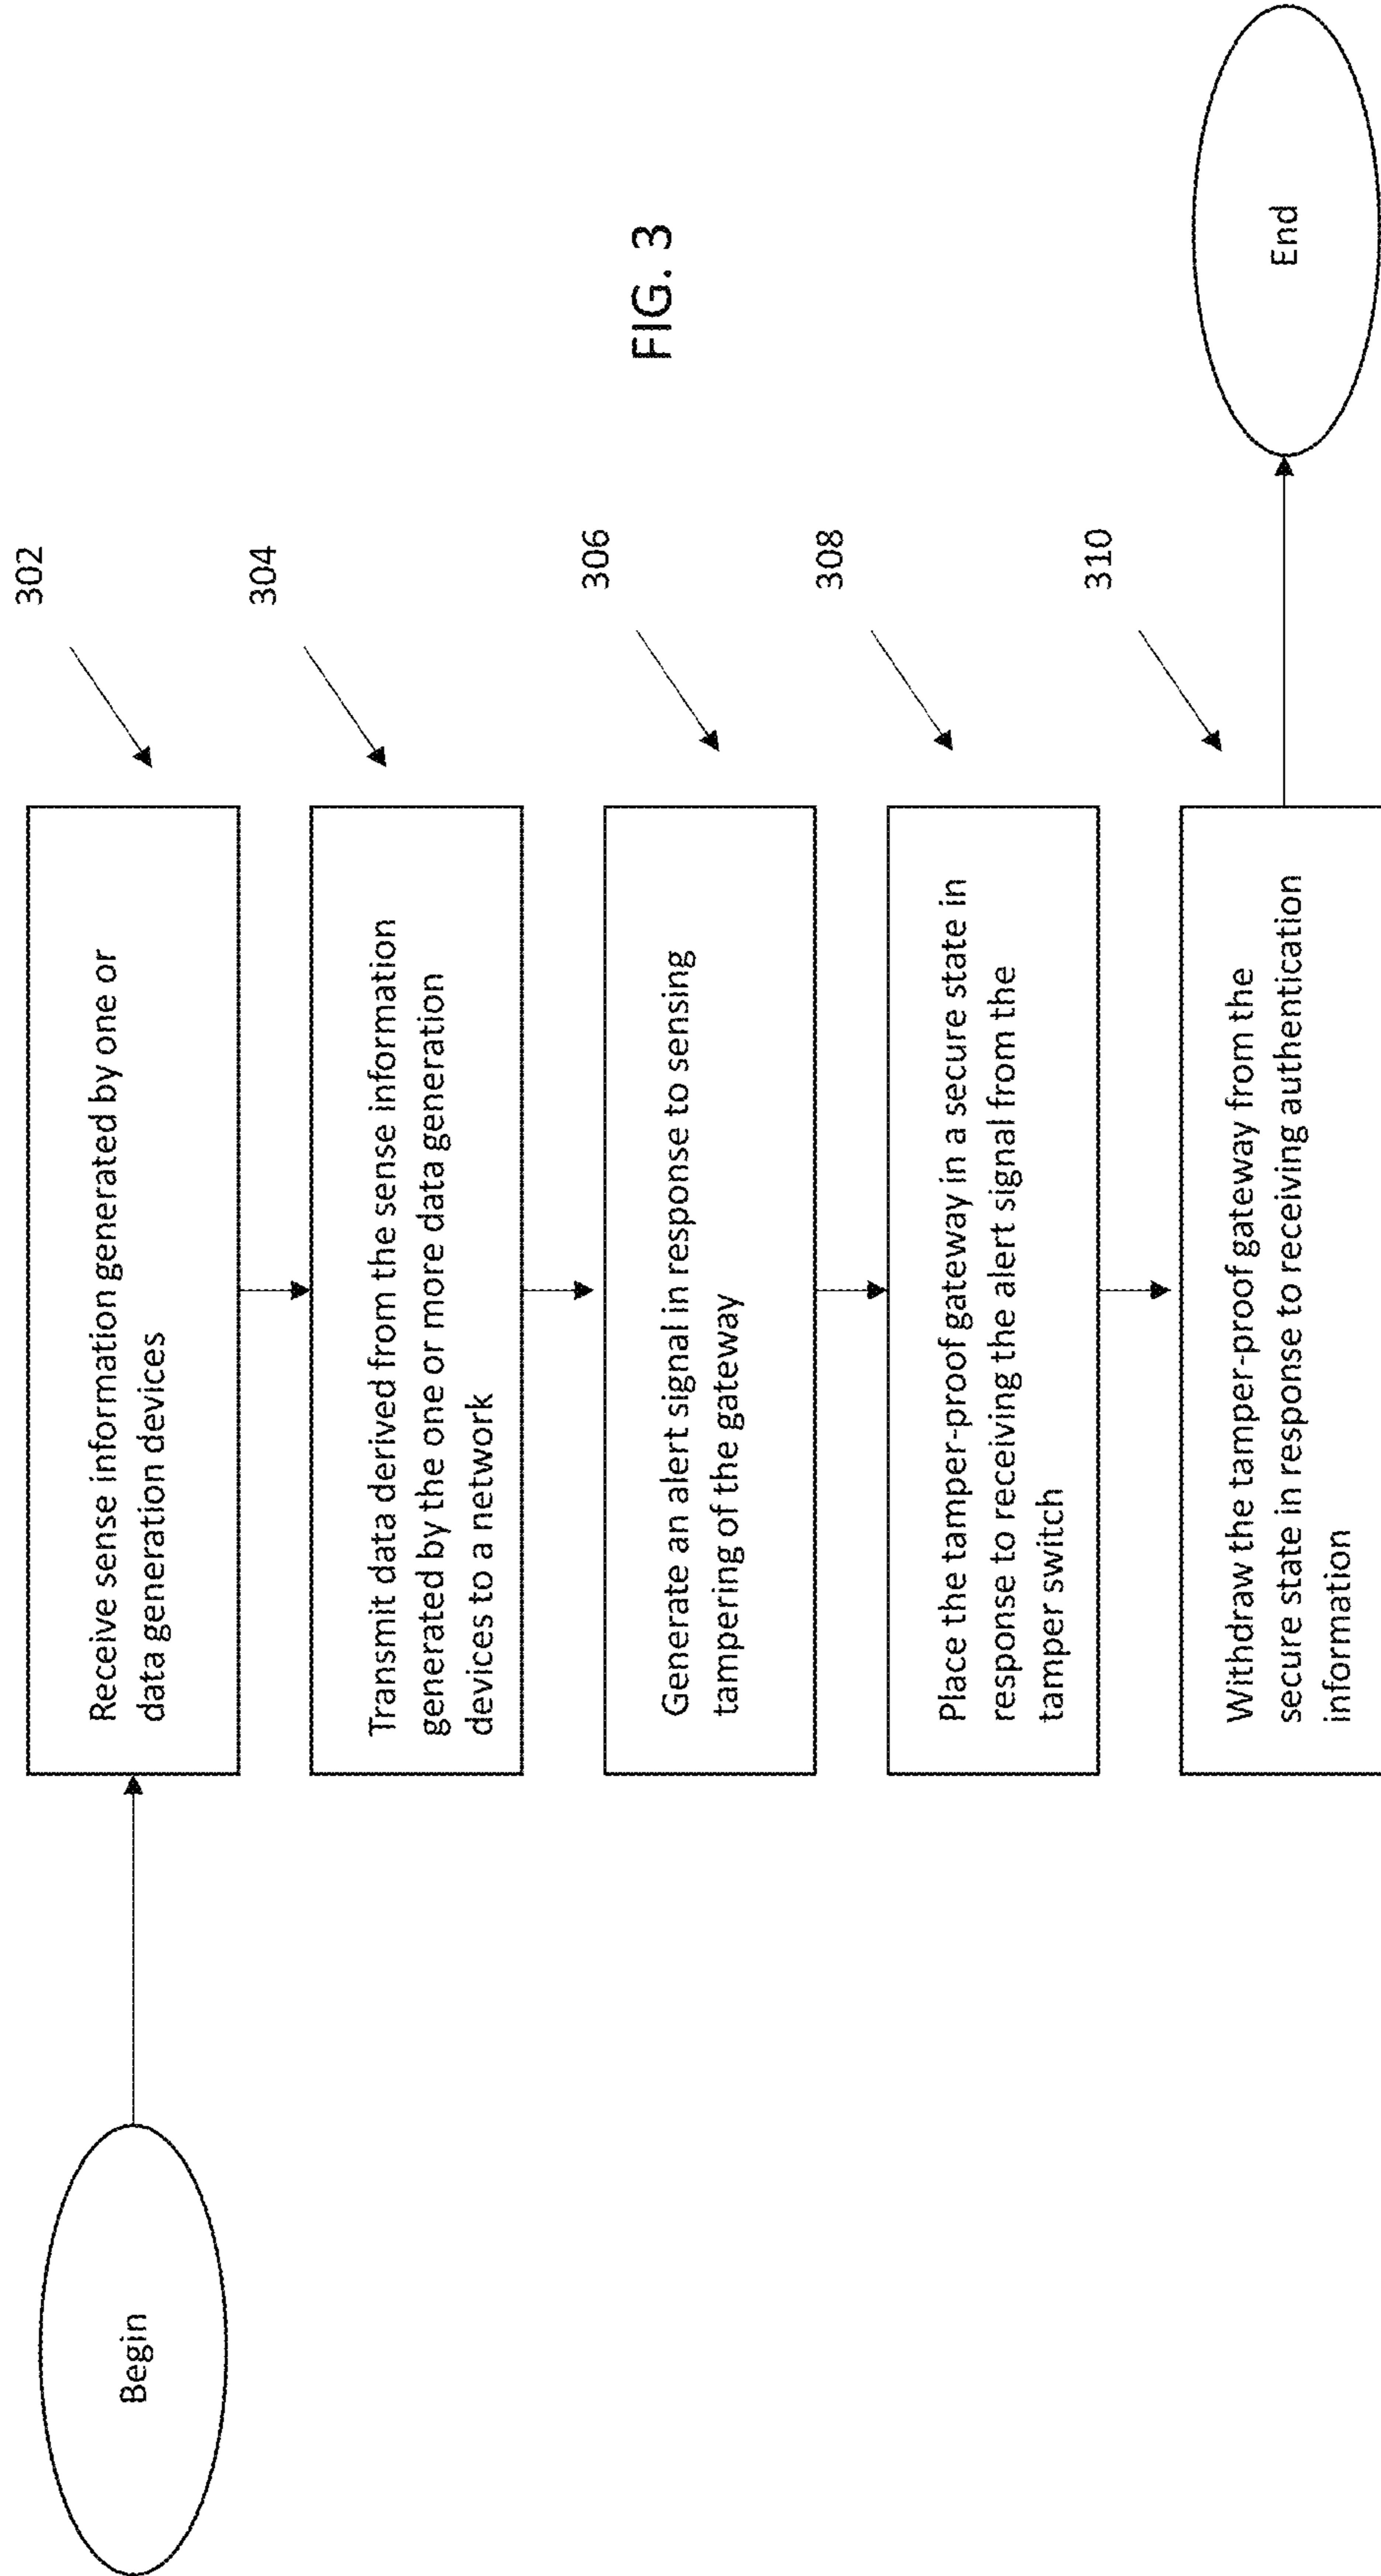 Begin
Receive sense information generated by one or
data generation devices
302
Transmit data derived from the sense information
generated by the one or more data generation
devices to a network
304
Generate an alert signal in response to sensing
tampering of the gateway
306
Place the tamper-proof gateway in a secure state in
response to receiving the alert signal from the
tamper switch
308
Withdraw the tamper-proof gateway from the
secure state in response to receiving authentication
information
310
End
FIG. 3